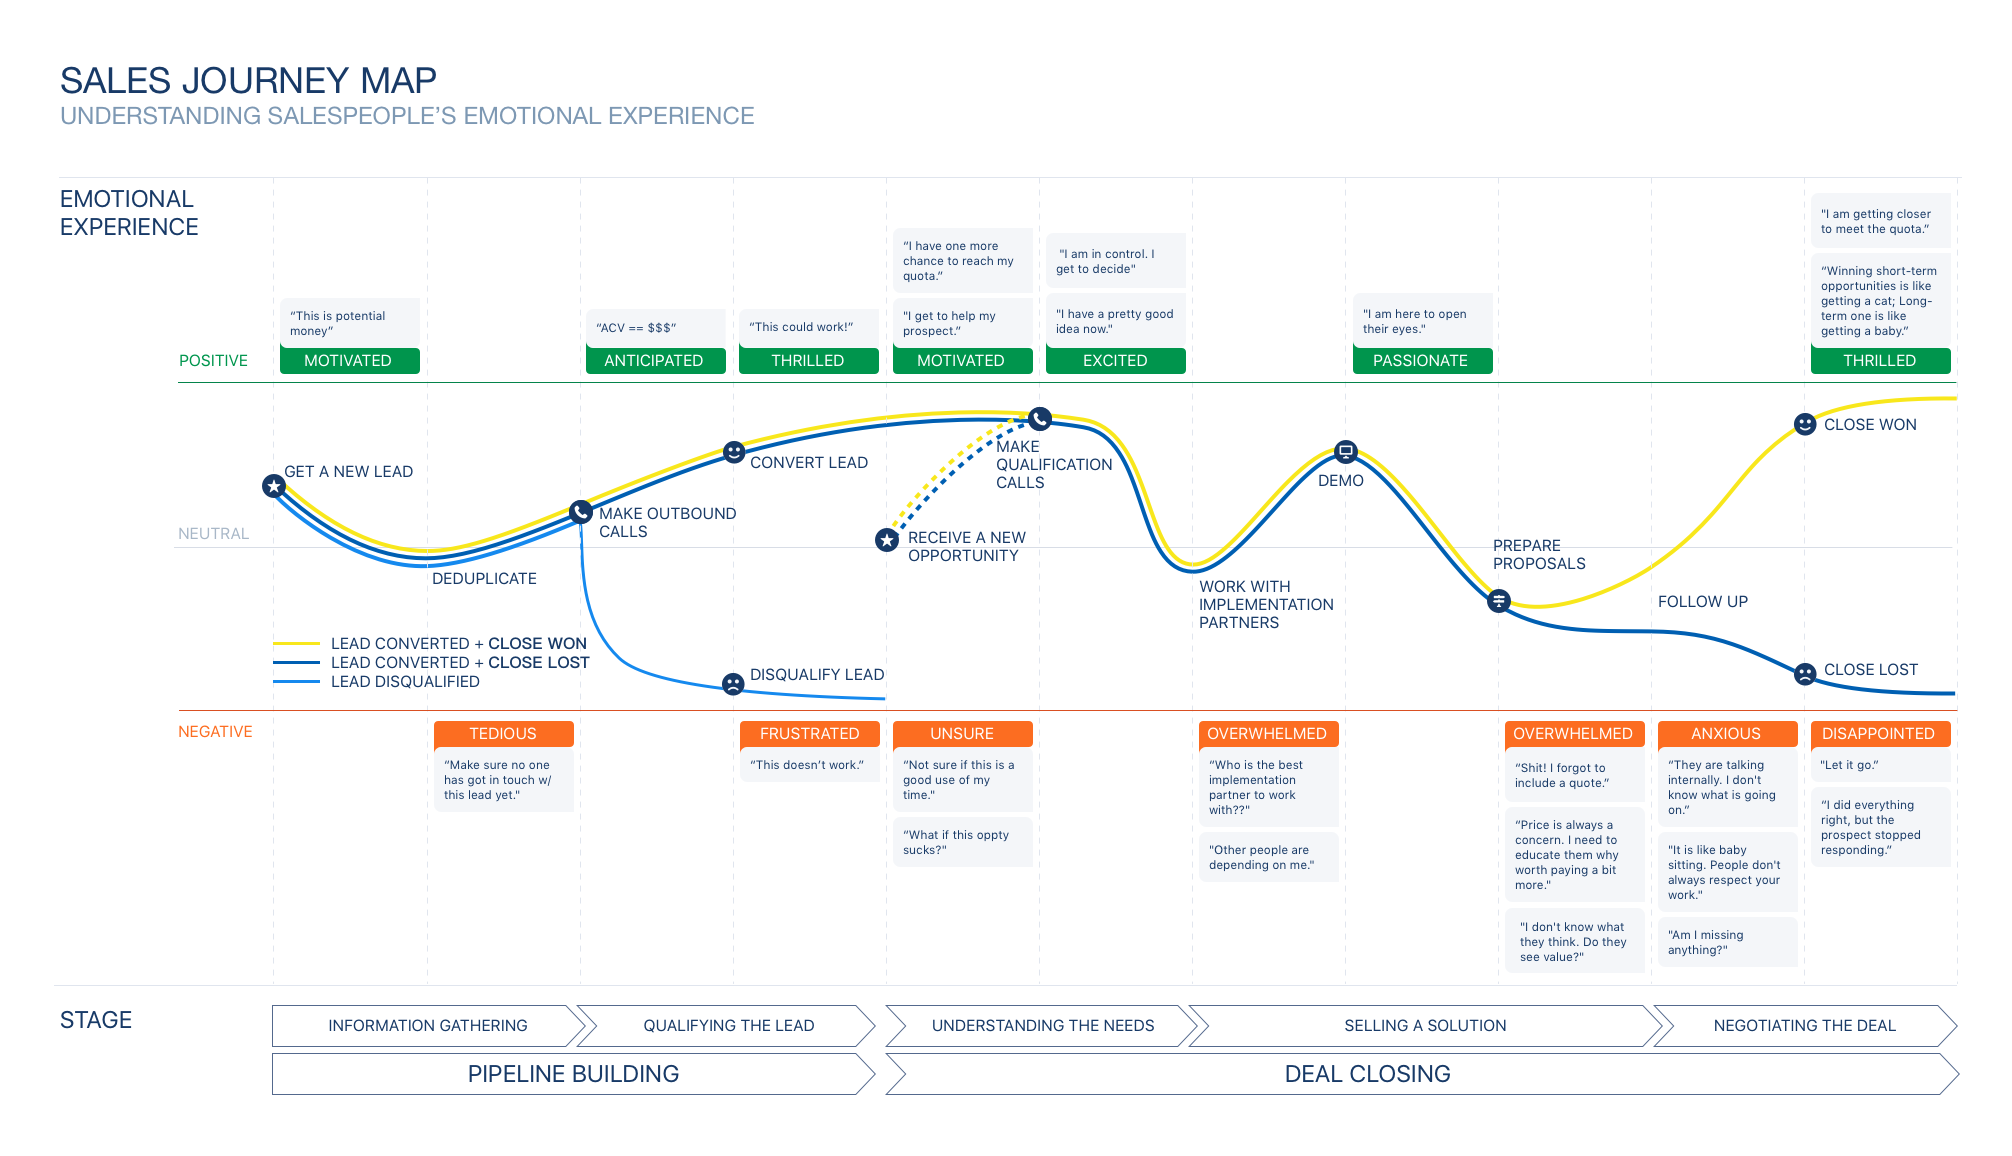 SALES JOURNEY MAP
UNDERSTANDING SALESPEOPLE’S EMOTIONAL EXPERIENCE
EMOTIONAL
EXPERIENCE
“This is potential
money“
MOTIVATED
“ACV == $$$“
ANTICIPATED
“This could work!“
THRILLED
“I have one more
chance to reach my
quota.”
"I get to help my
prospect.”
MOTIVATED
"I am in control. I
get to decide"
"I have a pretty good
idea now."
EXCITED
"I am here to open
their eyes."
PASSIONATE
"I am getting closer
to meet the quota.”
“Winning short-term
opportunities is like
getting a cat; Long-
term one is like
getting a baby.”
THRILLED
POSITIVE
GET A NEW LEAD
DEDUPLICATE
MAKE OUTBOUND
CALLS
CONVERT LEAD
DISQUALIFY LEAD
RECEIVE A NEW
OPPORTUNITY
MAKE
QUALIFICATION
CALLS
WORK WITH
IMPLEMENTATION
PARTNERS
DEMO
PREPARE
PROPOSALS
FOLLOW UP
CLOSE WON
CLOSE LOST
NEUTRAL
LEAD CONVERTED + CLOSE WON
LEAD CONVERTED + CLOSE LOST
LEAD DISQUALIFIED
NEGATIVE
TEDIOUS
“Make sure no one
has got in touch w/
this lead yet."
FRUSTRATED
“This doesn’t work.”
UNSURE
“Not sure if this is a
good use of my
time."
“What if this oppty
sucks?"
OVERWHELMED
“Who is the best
implementation
partner to work
with??"
"Other people are
depending on me."
OVERWHELMED
“Shit! I forgot to
include a quote.”
“Price is always a
concern. I need to
educate them why
worth paying a bit
more."
"I don't know what
they think. Do they
see value?"
ANXIOUS
“They are talking
internally. I don't
know what is going
on.”
"It is like baby
sitting. People don't
always respect your
work."
"Am I missing
anything?"
DISAPPOINTED
"Let it go.”
“I did everything
right, but the
prospect stopped
responding.”
STAGE
INFORMATION GATHERING
QUALIFYING THE LEAD
UNDERSTANDING THE NEEDS
SELLING A SOLUTION
NEGOTIATING THE DEAL
PIPELINE BUILDING
DEAL CLOSING